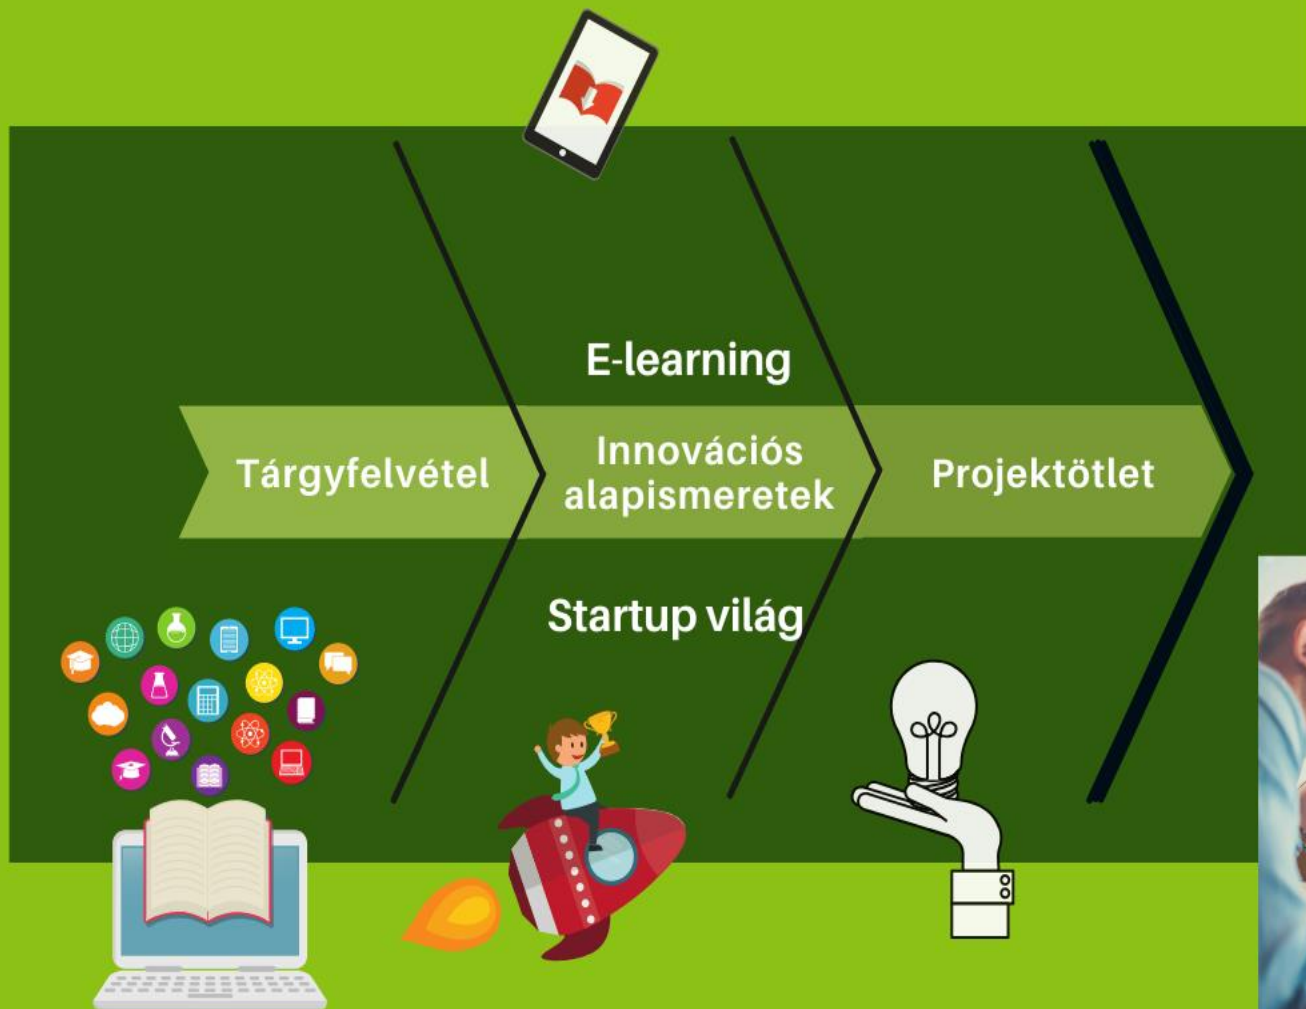 E-learning
Tárgyfelvétel
Innovációs
alapismeretek
Projektötlet
Startup világ